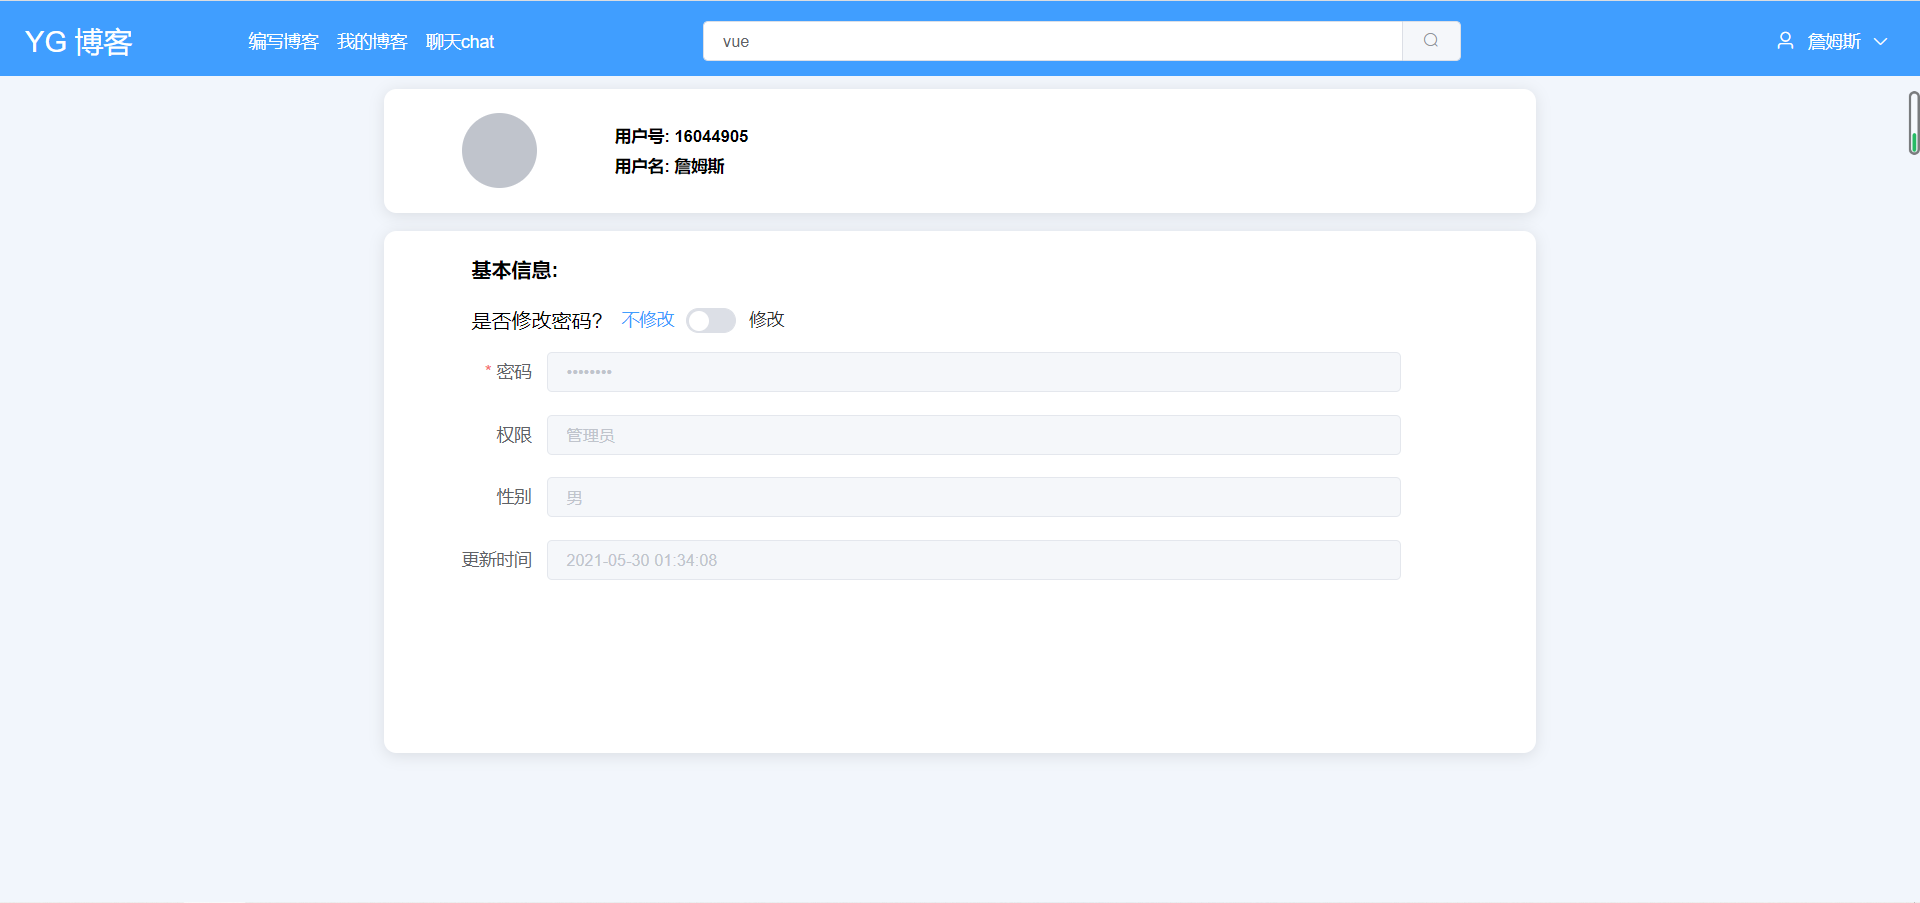 YG 博客
编写博客 我的博客 聊天chat
vue
詹姆斯
用户号: 16044905
用户名: 詹姆斯
基本信息:
是否修改密码? 不修改 修改
* 密码 ••••••••
权限 管理员
性别 男
更新时间 2021-05-30 01:34:08